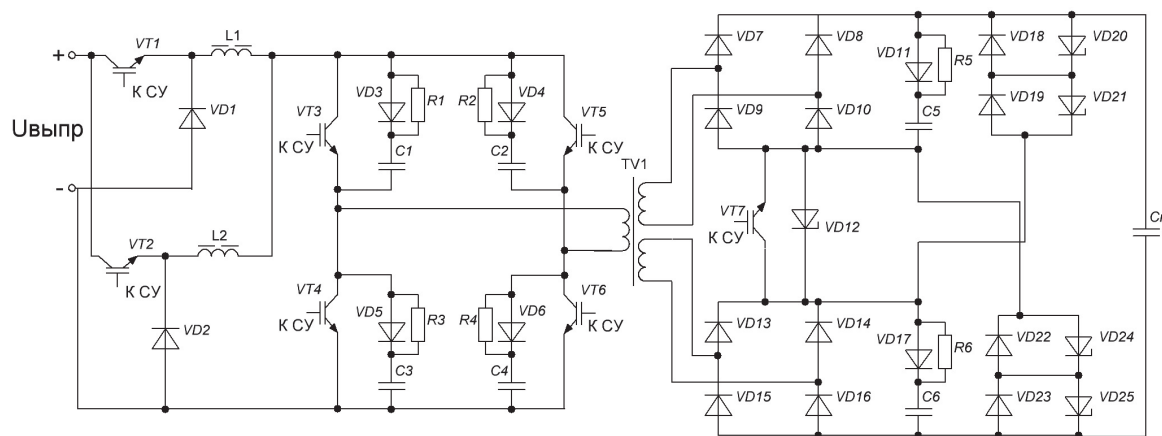 +
VT1
L1
К СУ
VD1
Uвыпр
-
VT2
L2
К СУ
VD2
VT3
К СУ
VD3
R1
C1
R2
VD4
C2
VT5
К СУ
VT4
К СУ
VD5
R3
C3
R4
VD6
C4
VT6
К СУ
TV1
VD7
VD8
VD9
VD10
VD11
R5
C5
VD18
VD20
VD19
VD21
VT7
К СУ
VD12
VD13
VD14
VD15
VD16
VD17
R6
C6
VD22
VD24
VD23
VD25